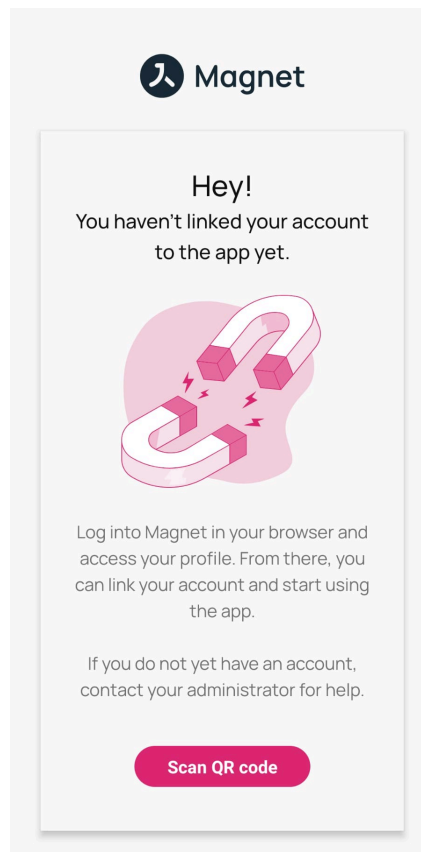 Magnet
Hey!
You haven't linked your account
to the app yet.
Log into Magnet in your browser and
access your profile. From there, you
can link your account and start using
the app.
If you do not yet have an account,
contact your administrator for help.
Scan QR code